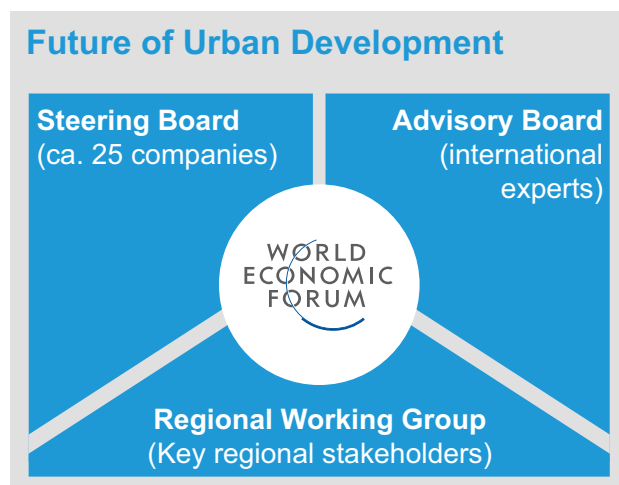 Future of Urban Development
Steering Board
(ca. 25 companies)
Advisory Board
(international
experts)
WORLD
ECONOMIC
FORUM
Regional Working Group
(Key regional stakeholders)